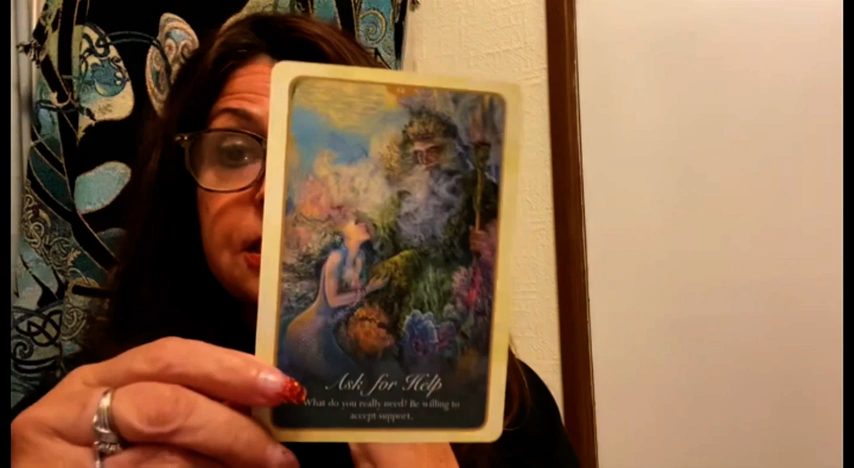 Ask for Help
What do you really need? Be willing to
accept support.